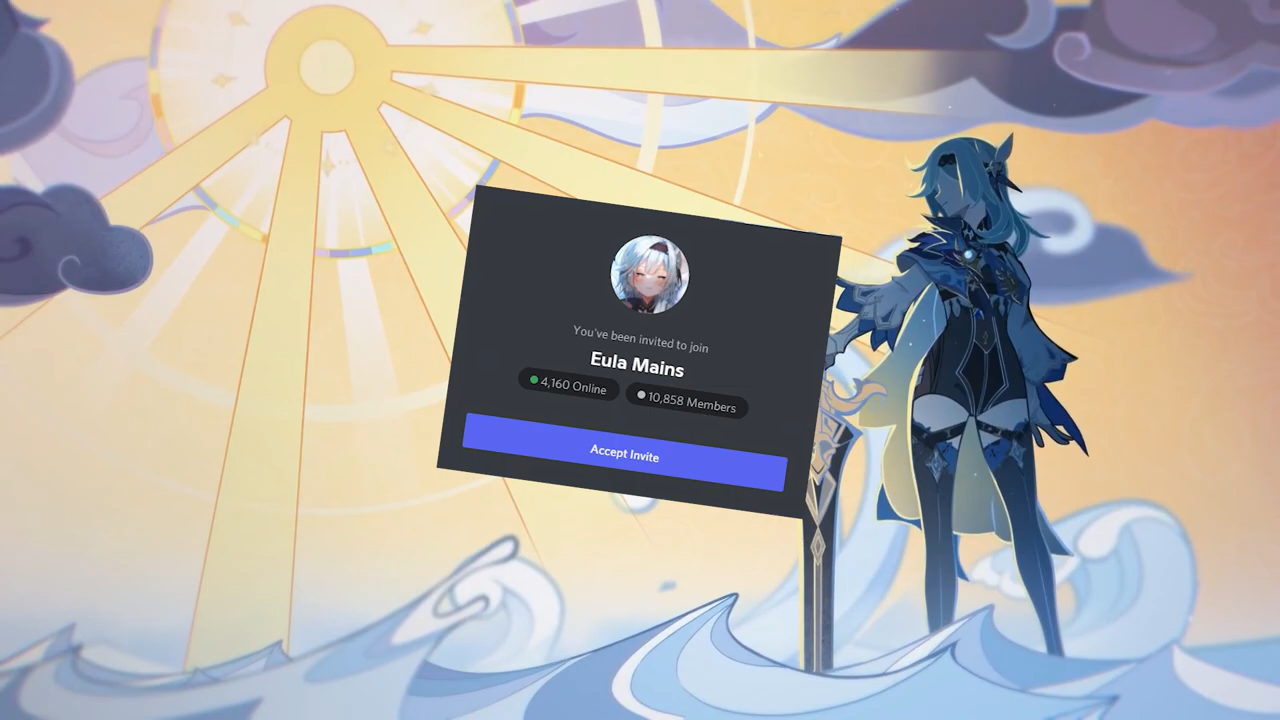 You've been invited to join
Eula Mains
4,160 Online 10,858 Members
Accept Invite